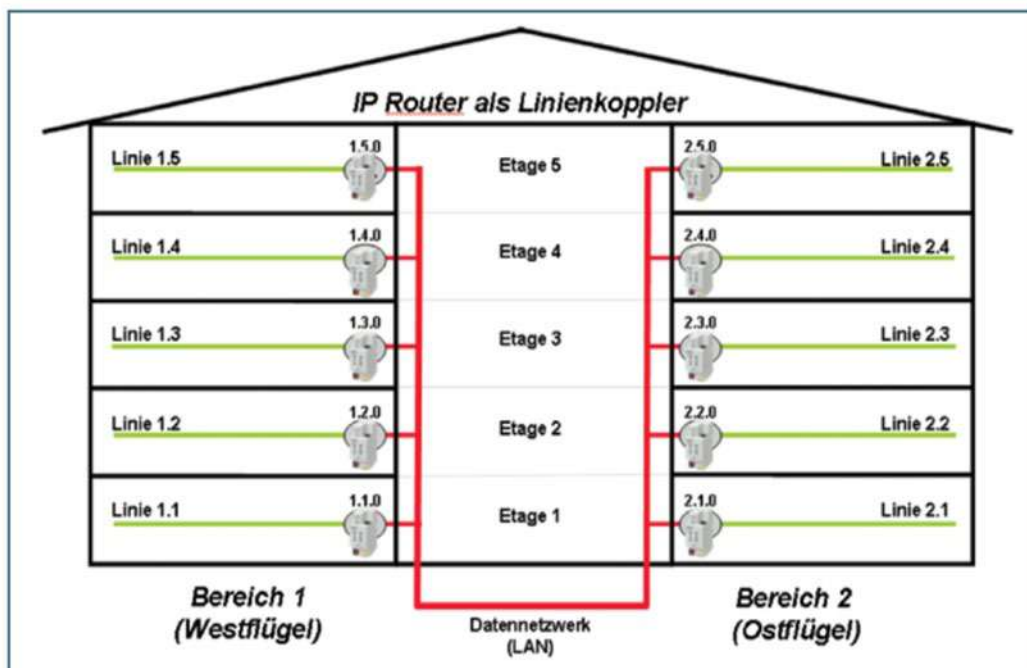 IP Router als Linienkoppler
Linie 1.5
1.5.0
Etage 5
2.5.0
Linie 2.5
Linie 1.4
1.4.0
Etage 4
2.4.0
Linie 2.4
Linie 1.3
1.3.0
Etage 3
2.3.0
Linie 2.3
Linie 1.2
1.2.0
Etage 2
2.2.0
Linie 2.2
Linie 1.1
1.1.0
Etage 1
2.1.0
Linie 2.1
Bereich 1
(Westflügel)
Datennetzwerk
(LAN)
Bereich 2
(Ostflügel)